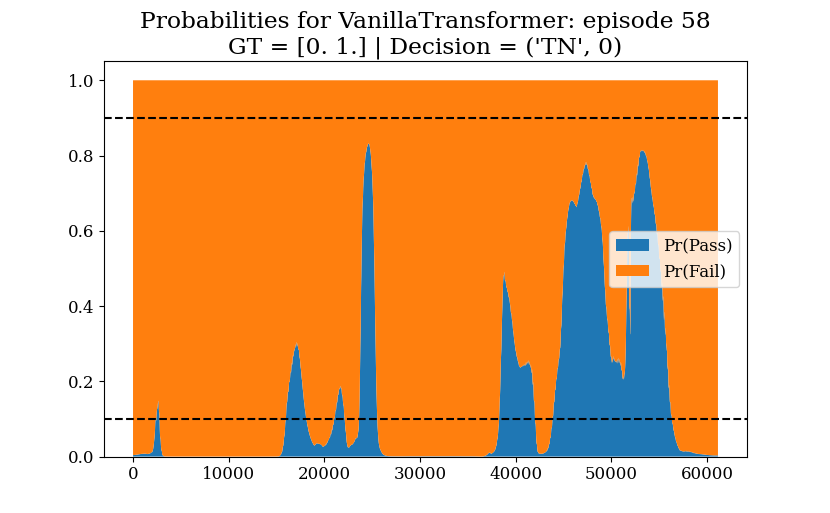 Probabilities for VanillaTransformer: episode 58
GT = [0. 1.] | Decision = ('TN', 0)
1.0
0.8
0.6
0.4
0.2
0.0
Pr(Pass)
Pr(Fail)
0 10000 20000 30000 40000 50000 60000